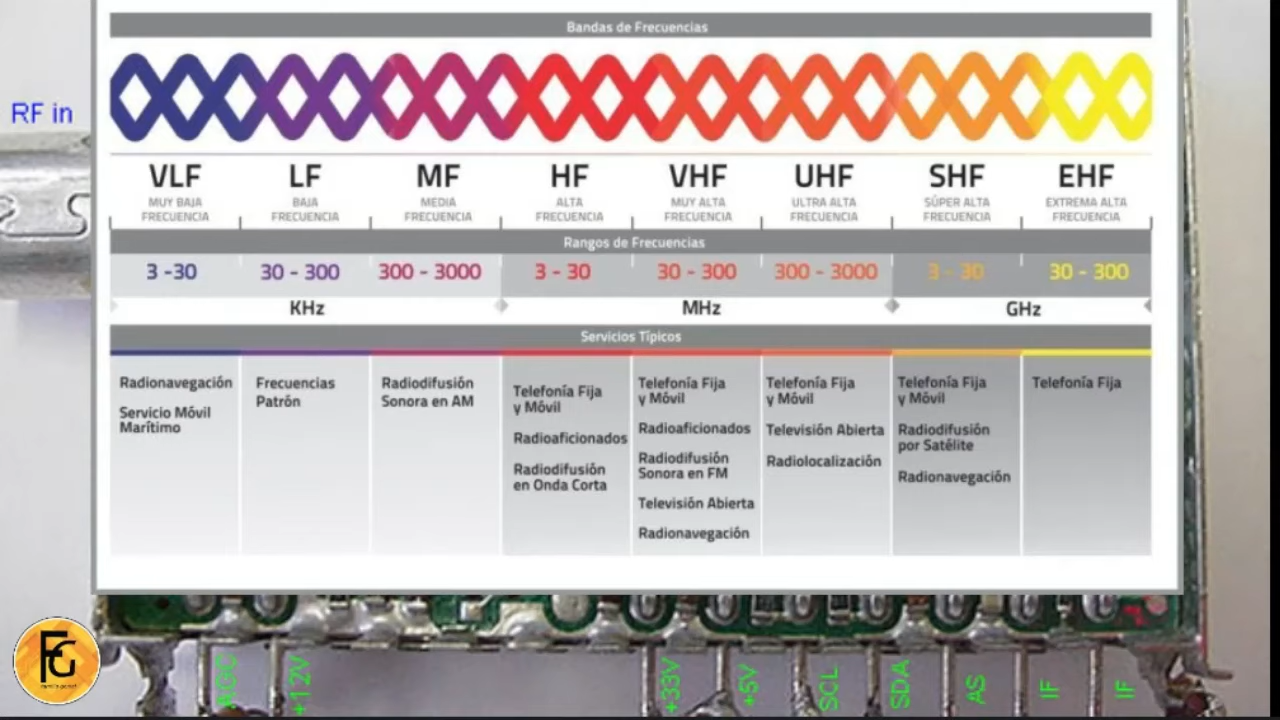 Bandas de Frecuencias
RF in
VLF LF MF HF VHF UHF SHF EHF
MUY BAJA BAJA MEDIA ALTA MUY ALTA ULTRA ALTA SÚPER ALTA EXTREMA ALTA
FRECUENCIA FRECUENCIA FRECUENCIA FRECUENCIA FRECUENCIA FRECUENCIA FRECUENCIA FRECUENCIA
Rangos de Frecuencias
3 -30 30 - 300 300 - 3000 3 - 30 30 - 300 300 - 3000 3 - 30 30 - 300
KHz MHz GHz
Servicios Típicos
Radionavegación
Servicio Móvil
Marítimo
Frecuencias
Patrón
Radiodifusión
Sonora en AM
Telefonía Fija
y Móvil
Radioaficionados
Radiodifusión
en Onda Corta
Telefonía Fija
y Móvil
Radioaficionados
Radiodifusión
Sonora en FM
Televisión Abierta
Radionavegación
Telefonía Fija
y Móvil
Televisión Abierta
Radiolocalización
Telefonía Fija
y Móvil
Radiodifusión
por Satélite
Radionavegación
Telefonía Fija
FG
AGC +12V +33V +5V SCL SDA AS IF IF